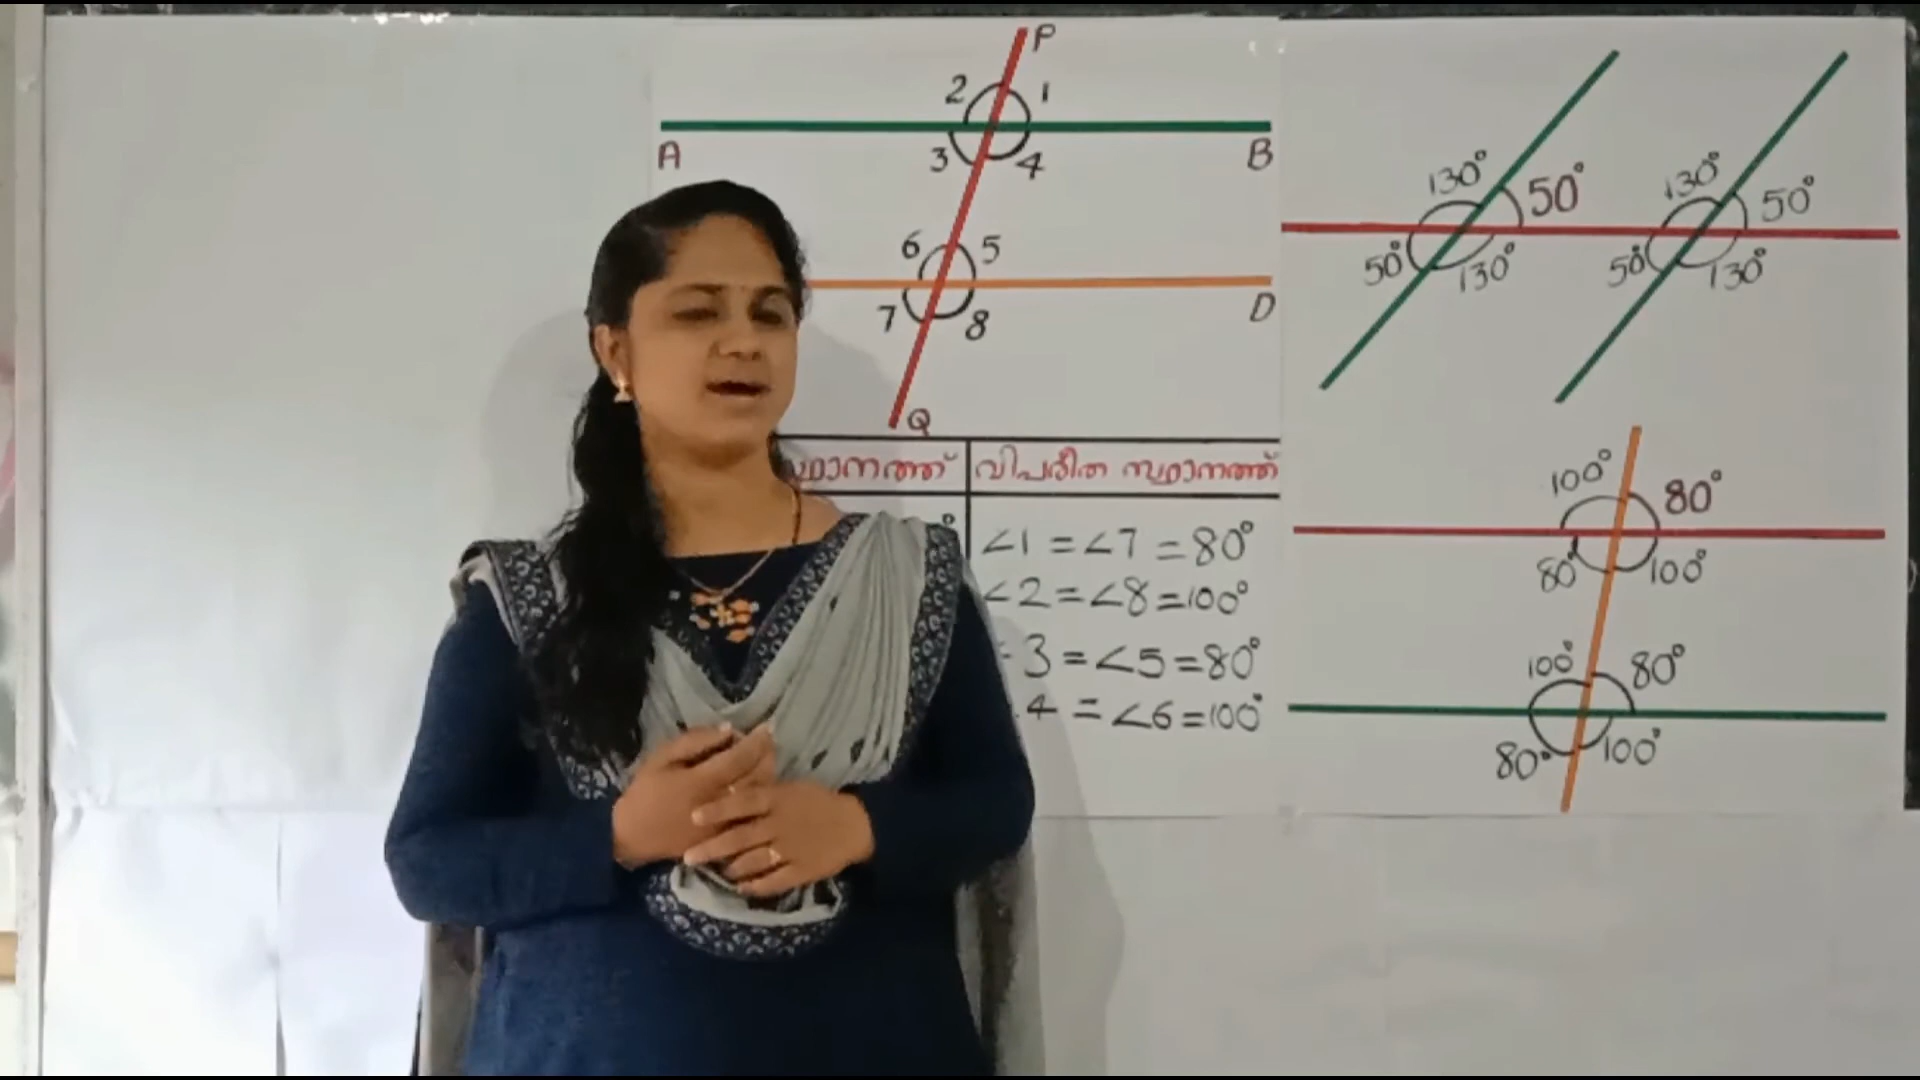 P
2 1
A B
3 4
6 5
D
7 8
Q
വിപരീത സ്ഥാനത്ത്
∠1 = ∠7 = 80°
∠2 = ∠8 = 100°
3 = ∠5 = 80°
4 = ∠6 = 100°
130° 50° 130° 50°
50° 130° 50° 130°
100° 80°
80° 100°
100° 80°
80° 100°